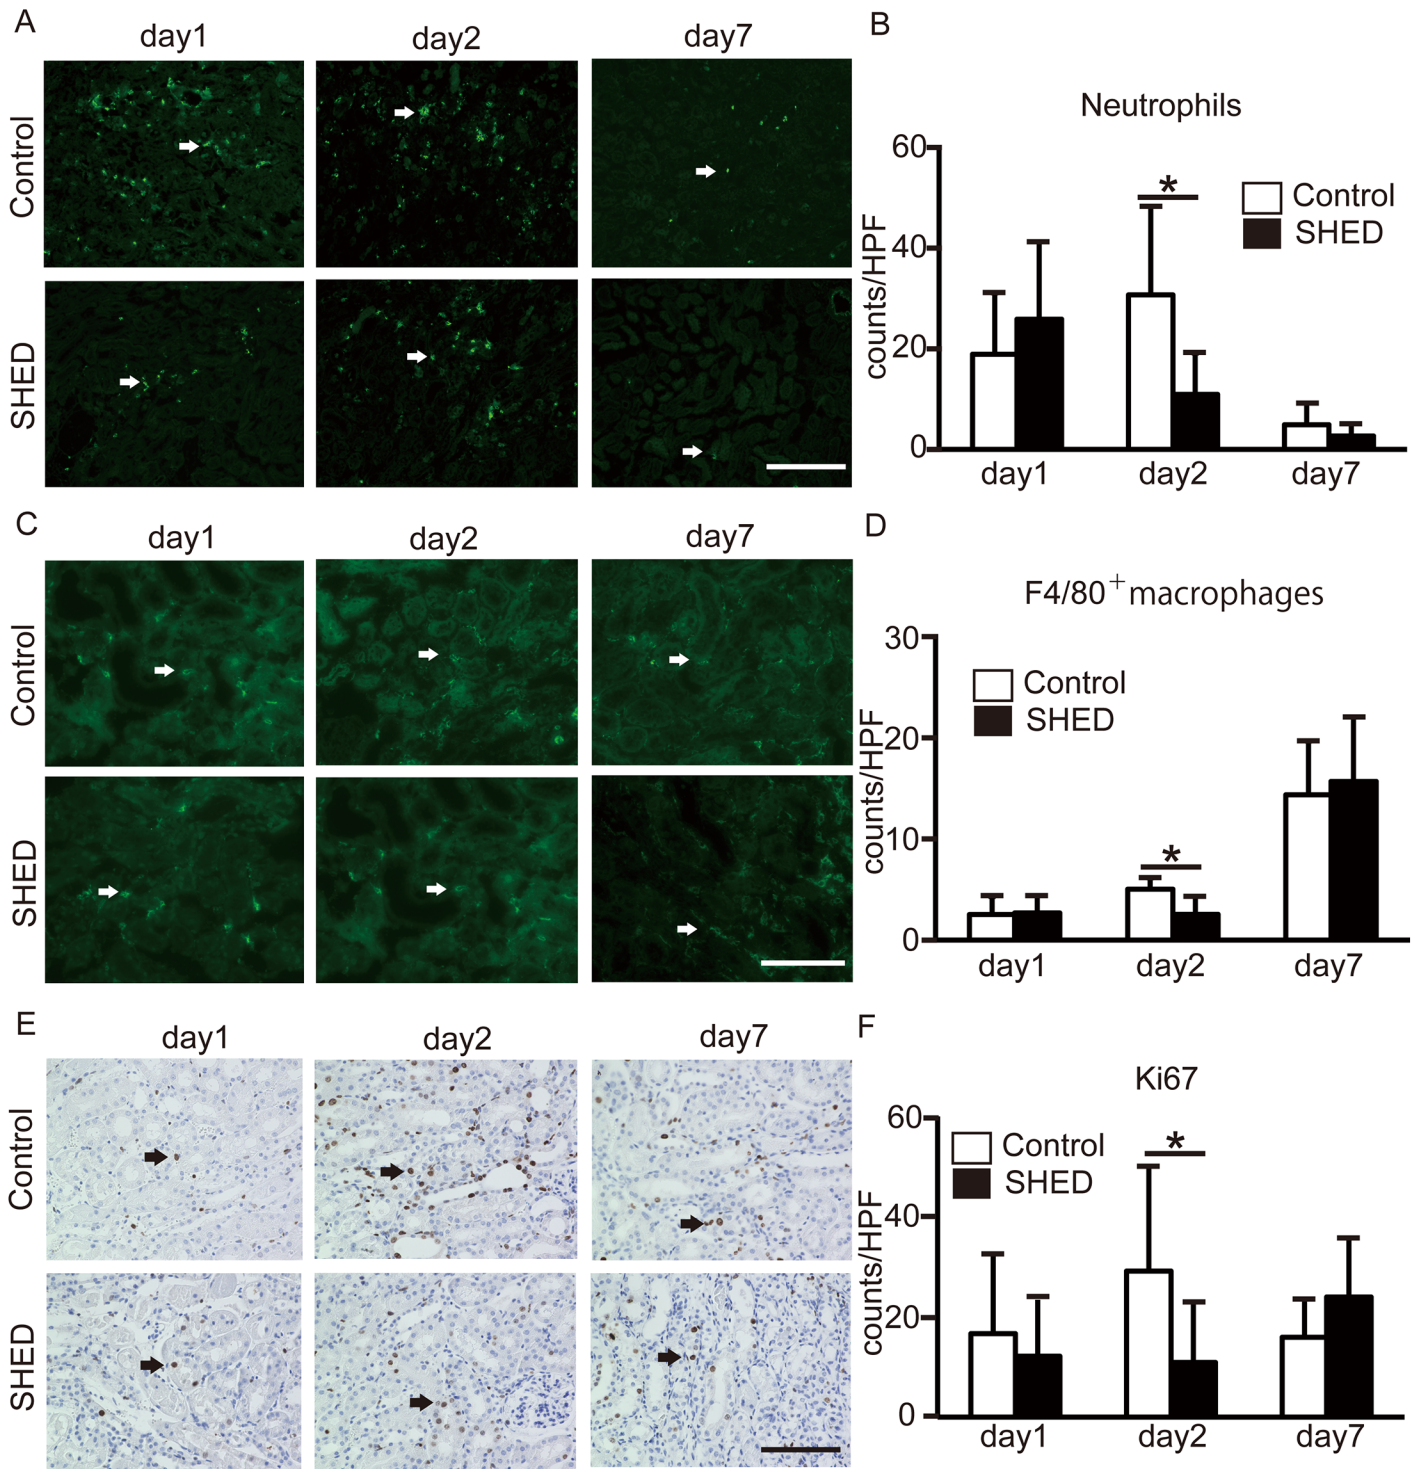 A
day1
day2
day7
Control
SHED
B
Neutrophils
counts/HPF
60
40
20
0
*
Control
SHED
day1
day2
day7
C
day1
day2
day7
Control
SHED
D
F4/80+ macrophages
counts/HPF
30
20
10
0
Control
SHED
*
day1
day2
day7
E
day1
day2
day7
Control
SHED
F
Ki67
counts/HPF
60
40
20
0
Control
SHED
*
day1
day2
day7